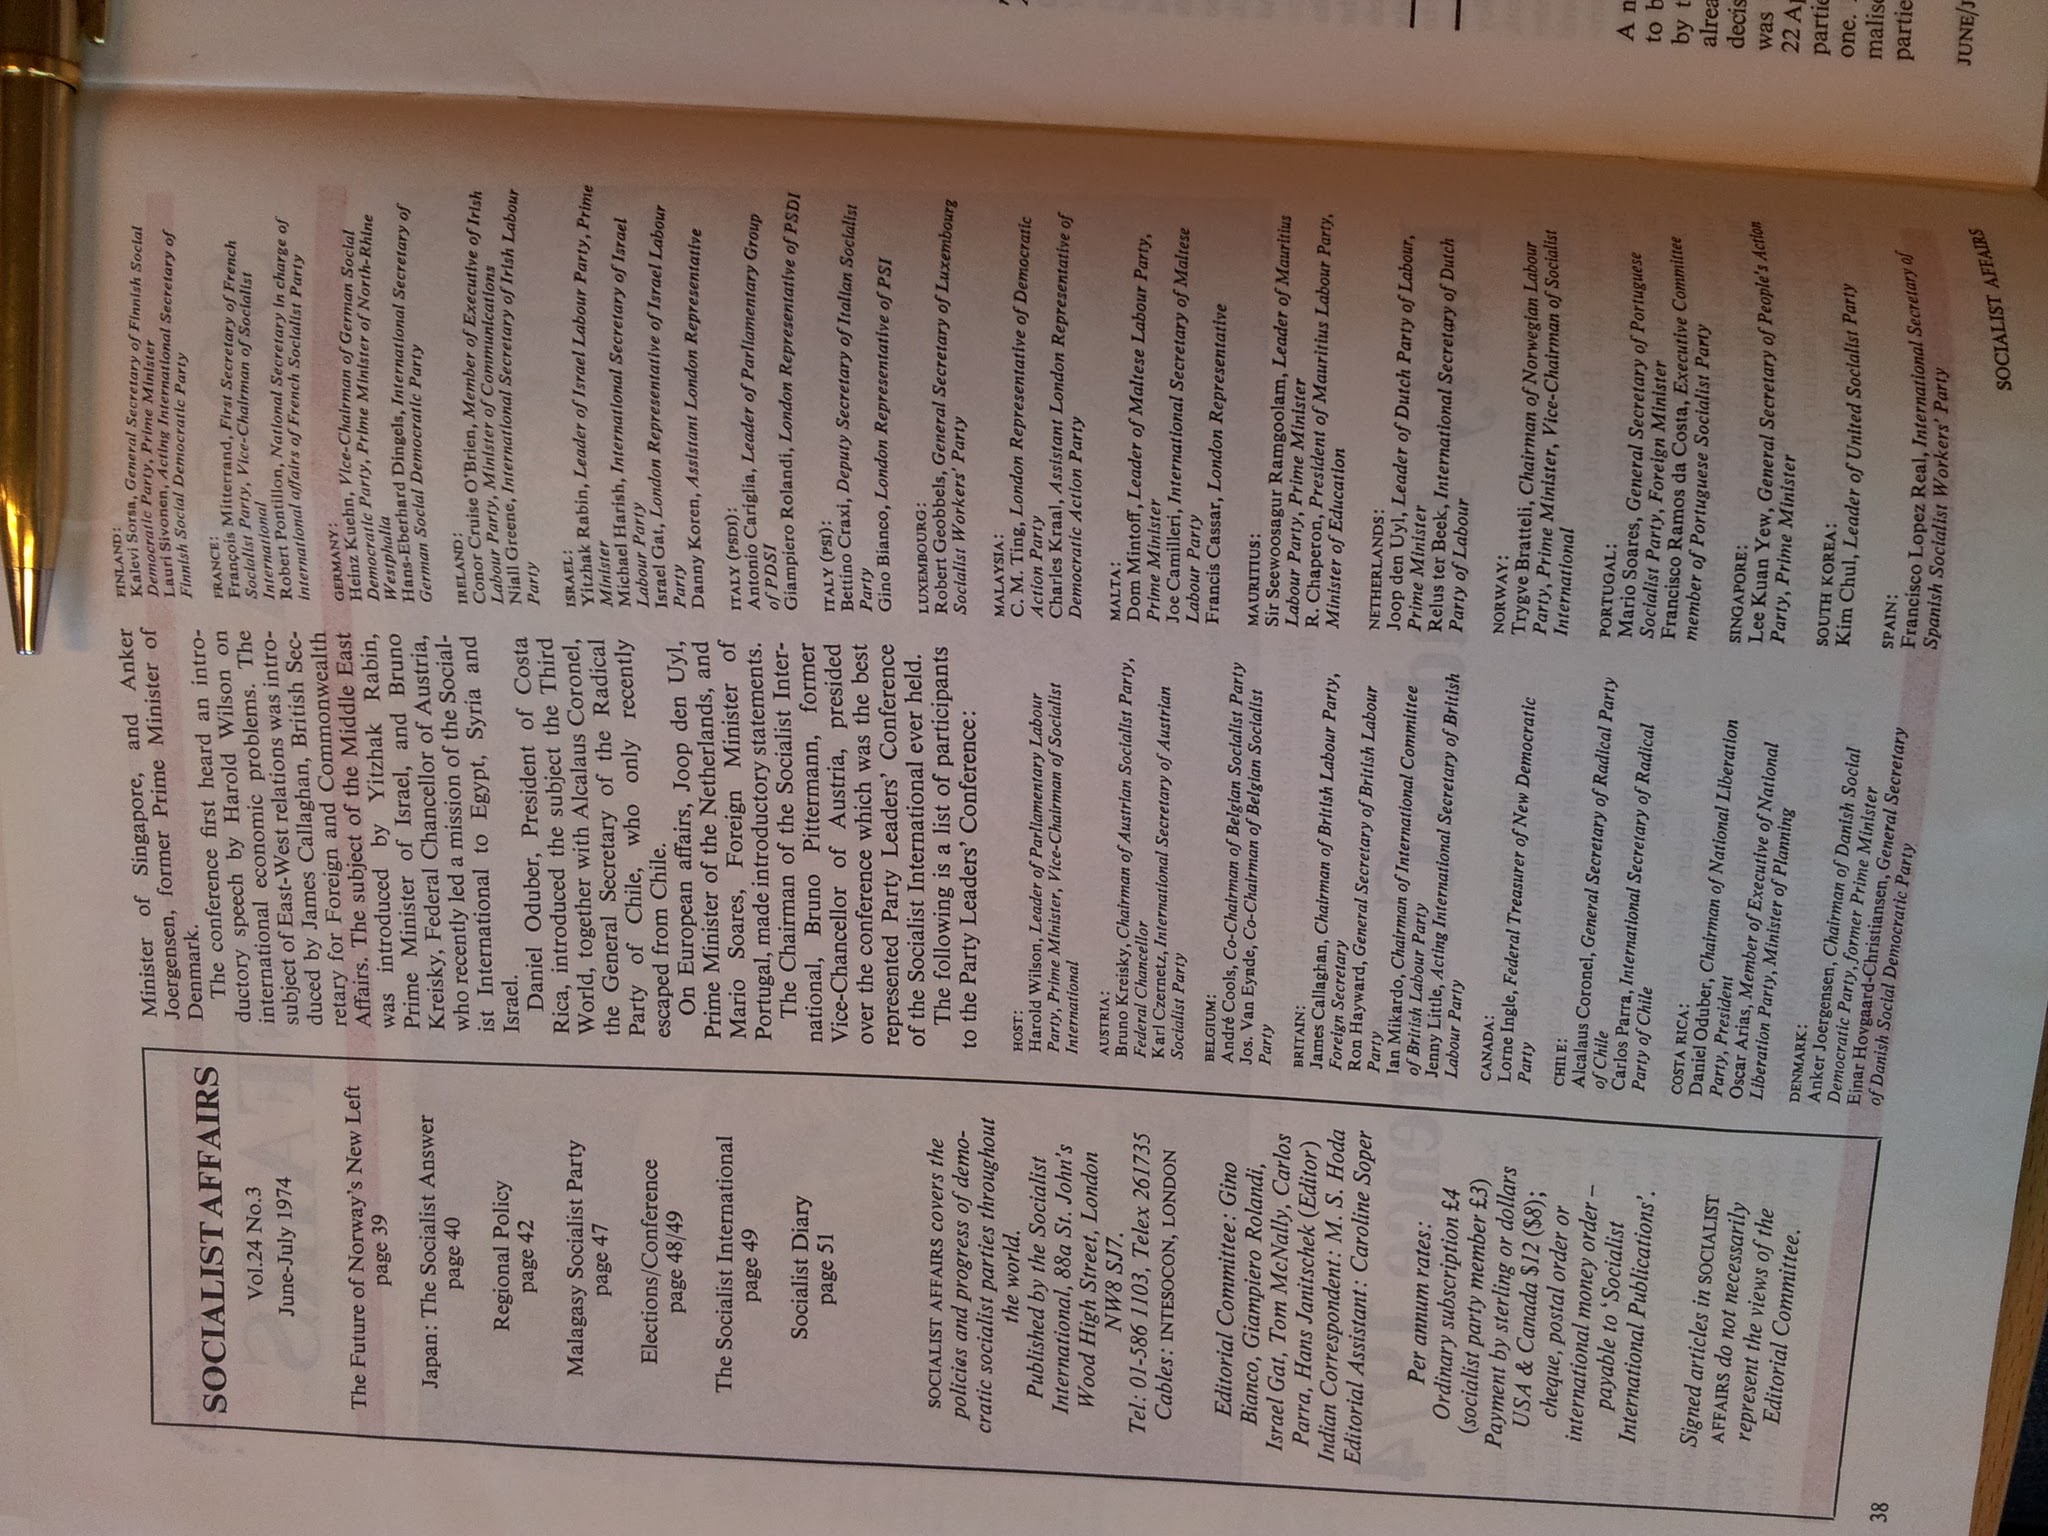 SOCIALIST AFFAIRS
Vol.24 No.3
June-July 1974
The Future of Norway's New Left
page 39
Japan: The Socialist Answer
page 40
Regional Policy
page 42
Malagasy Socialist Party
page 47
Elections/Conference
page 48/49
The Socialist International
page 49
Socialist Diary
page 51
SOCIALIST AFFAIRS covers the
policies and progress of demo-
cratic socialist parties throughout
the world.
Published by the Socialist
International, 88a St. John's
Wood High Street, London
NW8 SJ7.
Tel: 01-586 1103, Telex 261735
Cables: INTESOCON, LONDON
Editorial Committee: Gino
Bianco, Giampiero Rolandi,
Israel Gat, Tom McNally, Carlos
Parra, Hans Janitschek (Editor)
Indian Correspondent: M. S. Hoda
Editorial Assistant: Caroline Soper
Per annum rates:
Ordinary subscription £4
(socialist party member £3)
Payment by sterling or dollars
USA & Canada $12 ($8);
cheque, postal order or
international money order –
payable to 'Socialist
International Publications'.
Signed articles in SOCIALIST
AFFAIRS do not necessarily
represent the views of the
Editorial Committee.
38
Minister of Singapore, and Anker
Joergensen, former Prime Minister of
Denmark.
The conference first heard an intro-
ductory speech by Harold Wilson on
international economic problems. The
subject of East-West relations was intro-
duced by James Callaghan, British Sec-
retary for Foreign and Commonwealth
Affairs. The subject of the Middle East
was introduced by Yitzhak Rabin,
Prime Minister of Israel, and Bruno
Kreisky, Federal Chancellor of Austria,
who recently led a mission of the Social-
ist International to Egypt, Syria and
Israel.
Daniel Oduber, President of Costa
Rica, introduced the subject the Third
World, together with Alcalaus Coronel,
the General Secretary of the Radical
Party of Chile, who only recently
escaped from Chile.
On European affairs, Joop den Uyl,
Prime Minister of the Netherlands, and
Mario Soares, Foreign Minister of
Portugal, made introductory statements.
The Chairman of the Socialist Inter-
national, Bruno Pittermann, former
Vice-Chancellor of Austria, presided
over the conference which was the best
represented Party Leaders' Conference
of the Socialist International ever held.
The following is a list of participants
to the Party Leaders' Conference:
HOST:
Harold Wilson, Leader of Parliamentary Labour
Party, Prime Minister, Vice-Chairman of Socialist
International
AUSTRIA:
Bruno Kreisky, Chairman of Austrian Socialist Party,
Federal Chancellor
Karl Czernetz, International Secretary of Austrian
Socialist Party
BELGIUM:
André Cools, Co-Chairman of Belgian Socialist Party
Jos. Van Eynde, Co-Chairman of Belgian Socialist
Party
BRITAIN:
James Callaghan, Chairman of British Labour Party,
Foreign Secretary
Ron Hayward, General Secretary of British Labour
Party
Ian Mikardo, Chairman of International Committee
of British Labour Party
Jenny Little, Acting International Secretary of British
Labour Party
CANADA:
Lorne Ingle, Federal Treasurer of New Democratic
Party
CHILE:
Alcalaus Coronel, General Secretary of Radical Party
of Chile
Carlos Parra, International Secretary of Radical
Party of Chile
COSTA RICA:
Daniel Oduber, Chairman of National Liberation
Party, President
Oscar Arias, Member of Executive of National
Liberation Party, Minister of Planning
DENMARK:
Anker Joergensen, Chairman of Danish Social
Democratic Party, former Prime Minister
Einar Hovgaard-Christiansen, General Secretary
of Danish Social Democratic Party
FINLAND:
Kalevi Sorsa, General Secretary of Finnish Social
Democratic Party, Prime Minister
Lauri Sivonen, Acting International Secretary of
Finnish Social Democratic Party
FRANCE:
François Mitterrand, First Secretary of French
Socialist Party, Vice-Chairman of Socialist
International
Robert Pontillon, National Secretary in charge of
international affairs of French Socialist Party
GERMANY:
Heinz Kuehn, Vice-Chairman of German Social
Democratic Party, Prime Minister of North-Rhine
Westphalia
Hans-Eberhard Dingels, International Secretary of
German Social Democratic Party
IRELAND:
Conor Cruise O'Brien, Member of Executive of Irish
Labour Party, Minister of Communications
Niall Greene, International Secretary of Irish Labour
Party
ISRAEL:
Yitzhak Rabin, Leader of Israel Labour Party, Prime
Minister
Michael Harish, International Secretary of Israel
Labour Party
Israel Gat, London Representative of Israel Labour
Party
Danny Koren, Assistant London Representative
ITALY (PSDI):
Antonio Cariglia, Leader of Parliamentary Group
of PDSI
Giampiero Rolandi, London Representative of PSDI
ITALY (PSI):
Bettino Craxi, Deputy Secretary of Italian Socialist
Party
Gino Bianco, London Representative of PSI
LUXEMBOURG:
Robert Geobbels, General Secretary of Luxembourg
Socialist Workers' Party
MALAYSIA:
C. M. Ting, London Representative of Democratic
Action Party
Charles Kraal, Assistant London Representative of
Democratic Action Party
MALTA:
Dom Mintoff, Leader of Maltese Labour Party,
Prime Minister
Joe Camilleri, International Secretary of Maltese
Labour Party
Francis Cassar, London Representative
MAURITIUS:
Sir Seewoosagur Ramgoolam, Leader of Mauritius
Labour Party, Prime Minister
R. Chaperon, President of Mauritius Labour Party,
Minister of Education
NETHERLANDS:
Joop den Uyl, Leader of Dutch Party of Labour,
Prime Minister
Relus ter Beek, International Secretary of Dutch
Party of Labour
NORWAY:
Trygve Bratteli, Chairman of Norwegian Labour
Party, Prime Minister, Vice-Chairman of Socialist
International
PORTUGAL:
Mario Soares, General Secretary of Portuguese
Socialist Party, Foreign Minister
Francisco Ramos da Costa, Executive Committee
member of Portuguese Socialist Party
SINGAPORE:
Lee Kuan Yew, General Secretary of People's Action
Party, Prime Minister
SOUTH KOREA:
Kim Chul, Leader of United Socialist Party
SPAIN:
Francisco Lopez Real, International Secretary of
Spanish Socialist Workers' Party
SOCIALIST AFFAIRS
A n
to b
by t
alrea
decis
was
22 Ap
partie
one.
malise
partie
JUNE/J